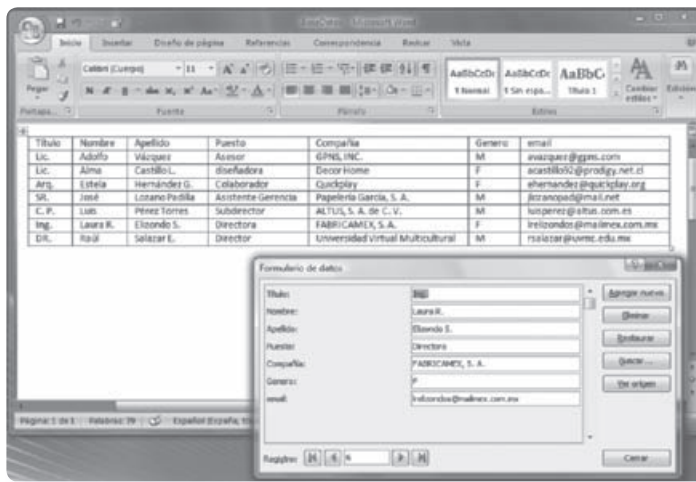 Inicio Insertar Diseño de página Referencias Correspondencia Revisar Vista
Pegar
Calibri (Cuerpo) 11
AaBbCcDc AaBbCcDc AaBbC
¶ Normal ¶ Sin espa... Título 1
Cambiar estilos
Edición
Portapa... Fuente Párrafo Estilos
Título Nombre Apellido Puesto Compañía Genero email
Lic. Adolfo Vázquez Asesor GPNS, INC. M avazquez@gpns.com
Lic. Alma Castillo L. diseñadora Decor Home F acastillo92@prodigy.net.cl
Arq. Estela Hernández G. Colaborador Quickplay F ehernandez@quickplay.org
SR. José Lozano Padilla Asistente Gerencia Papelería García, S. A. M jlozanopad@mail.net
C. P. Luis Pérez Torres Subdirector ALTUS, S. A. de C. V. M luisperez@altus.com.es
Ing. Laura R. Elizondo S. Directora FABRICAMEX, S. A. F lrelizondos@mailmex.com.mx
DR. Raúl Salazar E. Director Universidad Virtual Multicultural M rsalazar@uvmc.edu.mx
Formulario de datos
Título: Ing.
Nombre: Laura R.
Apellido: Elizondo S.
Puesto: Directora
Compañía: FABRICAMEX, S. A.
Genero: F
email: lrelizondos@mailmex.com.mx
Agregar nuevo
Eliminar
Restaurar
Buscar...
Ver origen
Registro: 6
Cerrar
Página: 1 de 1 Palabras: 79 Español (España,